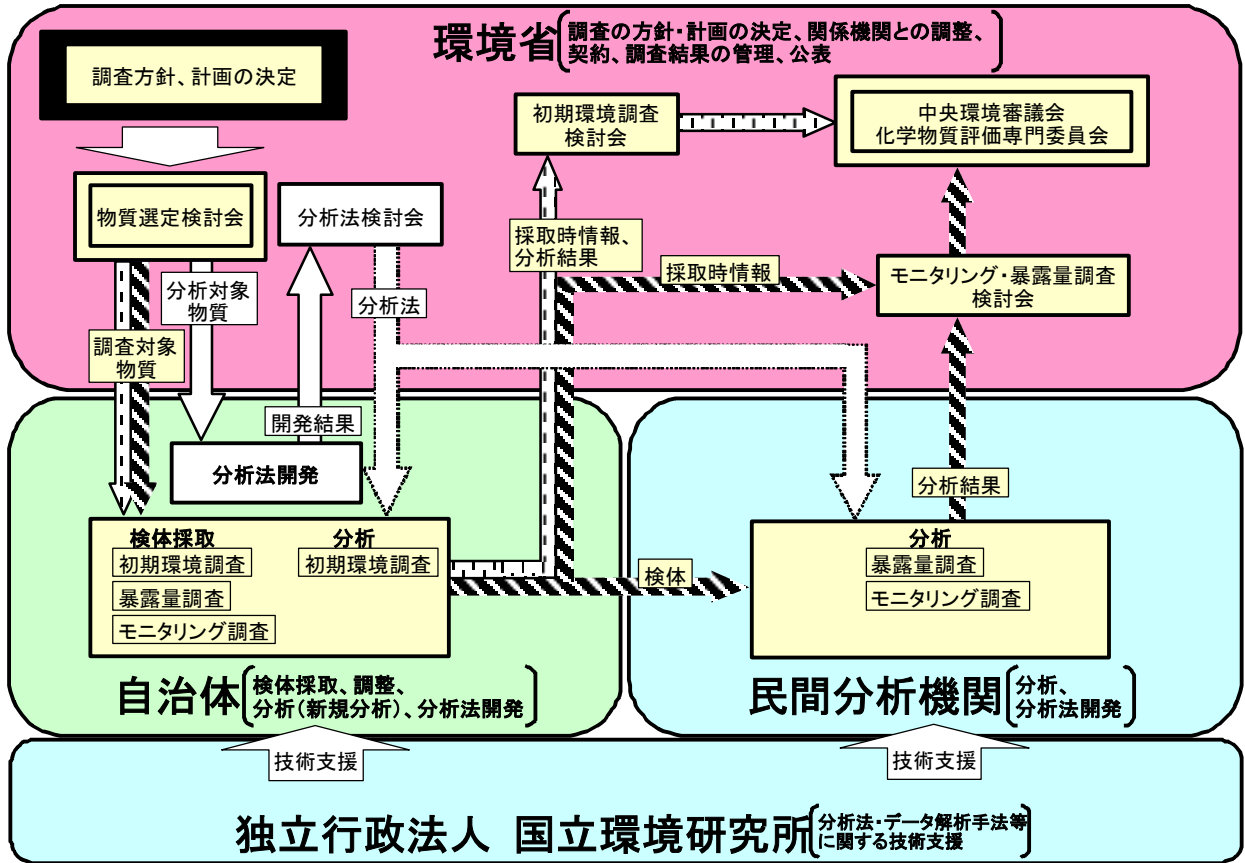 環境省
調査の方針・計画の決定、関係機関との調整、
契約、調査結果の管理、公表
調査方針、計画の決定
初期環境調査
検討会
中央環境審議会
化学物質評価専門委員会
物質選定検討会
分析法検討会
採取時情報、
分析結果
採取時情報
モニタリング・暴露量調査
検討会
分析対象
物質
分析法
調査対象
物質
開発結果
分析法開発
分析結果
検体採取
初期環境調査
暴露量調査
モニタリング調査
分析
初期環境調査
検体
分析
暴露量調査
モニタリング調査
自治体
検体採取、調整、
分析(新規分析)、分析法開発
民間分析機関
分析、
分析法開発
技術支援
技術支援
独立行政法人 国立環境研究所
分析法・データ解析手法等
に関する技術支援